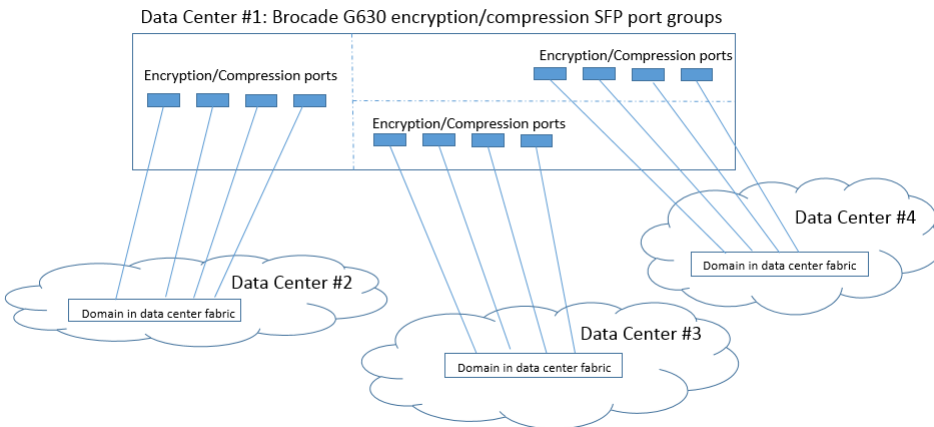 Data Center #1: Brocade G630 encryption/compression SFP port groups
Encryption/Compression ports
Encryption/Compression ports
Encryption/Compression ports
Data Center #4
Domain in data center fabric
Data Center #2
Domain in data center fabric
Data Center #3
Domain in data center fabric